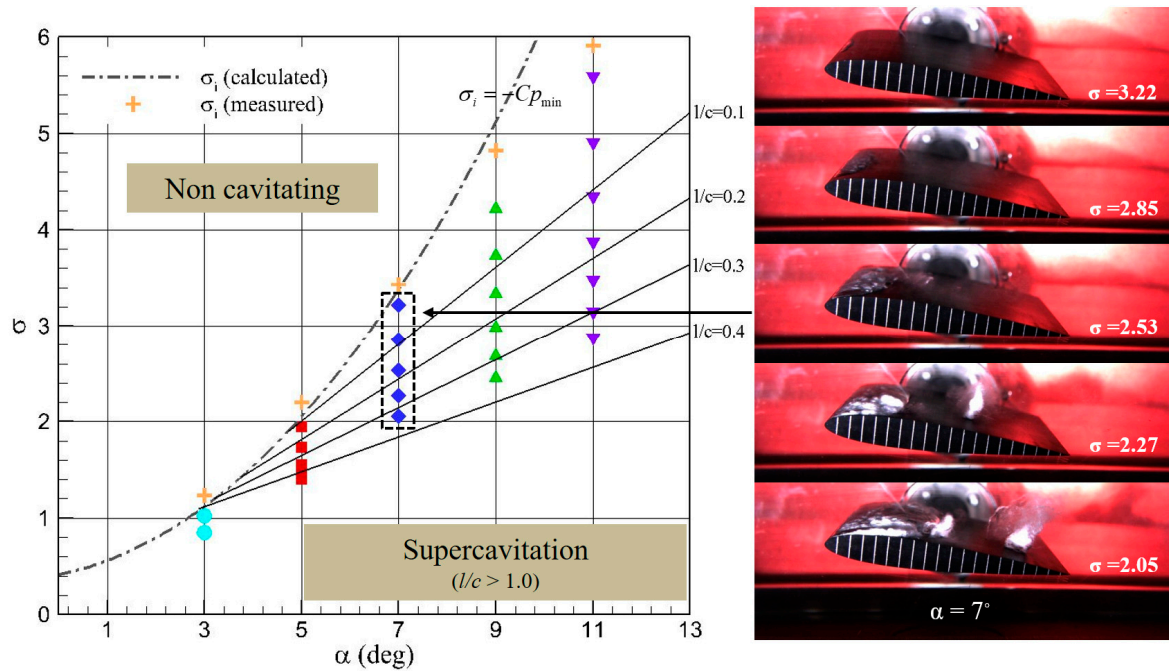 6
5
4
3
2
1
0
σ
σi (calculated)
σi (measured)
σi = −Cpmin
Non cavitating
Supercavitation
(l/c > 1.0)
l/c=0.1
l/c=0.2
l/c=0.3
l/c=0.4
1 3 5 7 9 11 13
α (deg)
σ =3.22
σ =2.85
σ =2.53
σ =2.27
σ =2.05
α = 7°